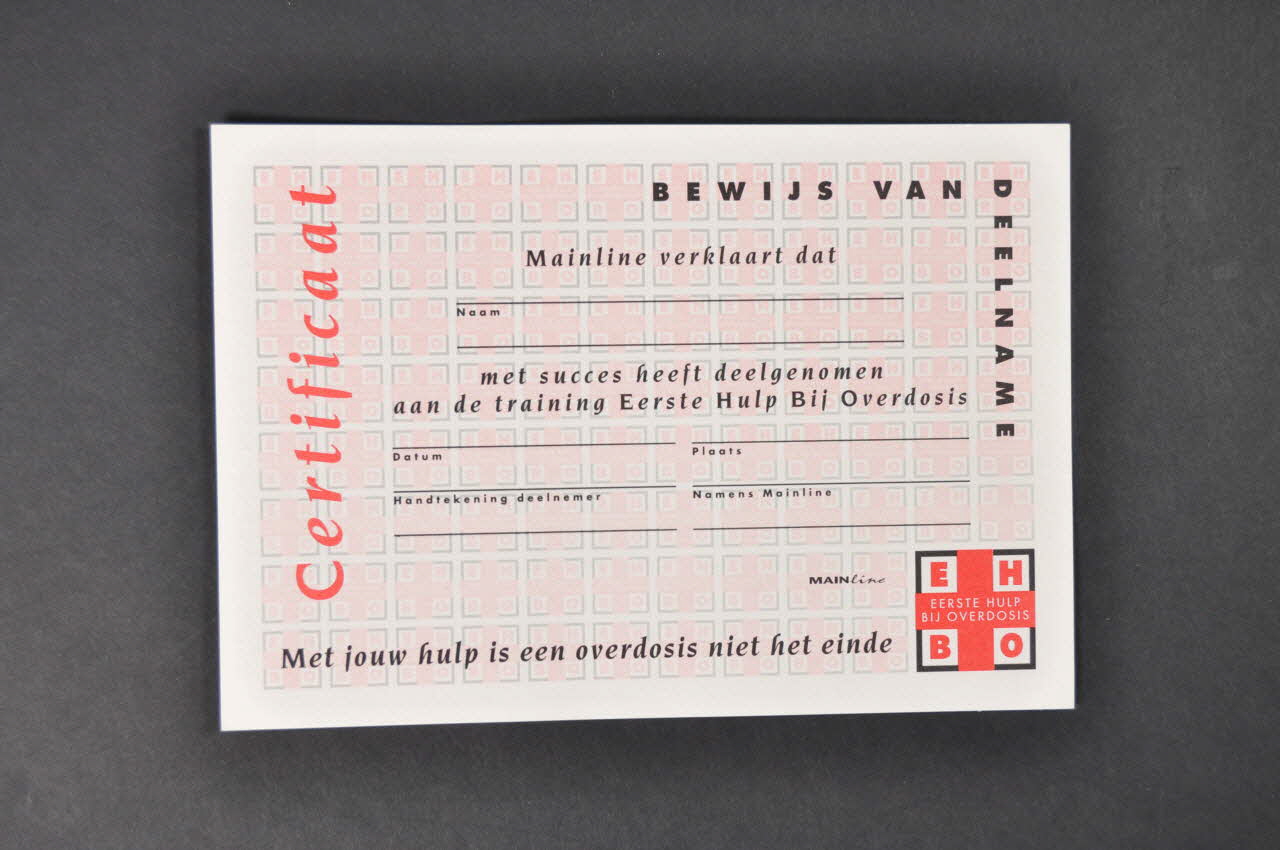 Certificaat
BEWIJS VAN DEELNAME
Mainline verklaart dat
Naam
met succes heeft deelgenomen
aan de training Eerste Hulp Bij Overdosis
Datum
Plaats
Handtekening deelnemer
Namens Mainline
MAINline
E H
EERSTE HULP
BIJ OVERDOSIS
B O
Met jouw hulp is een overdosis niet het einde